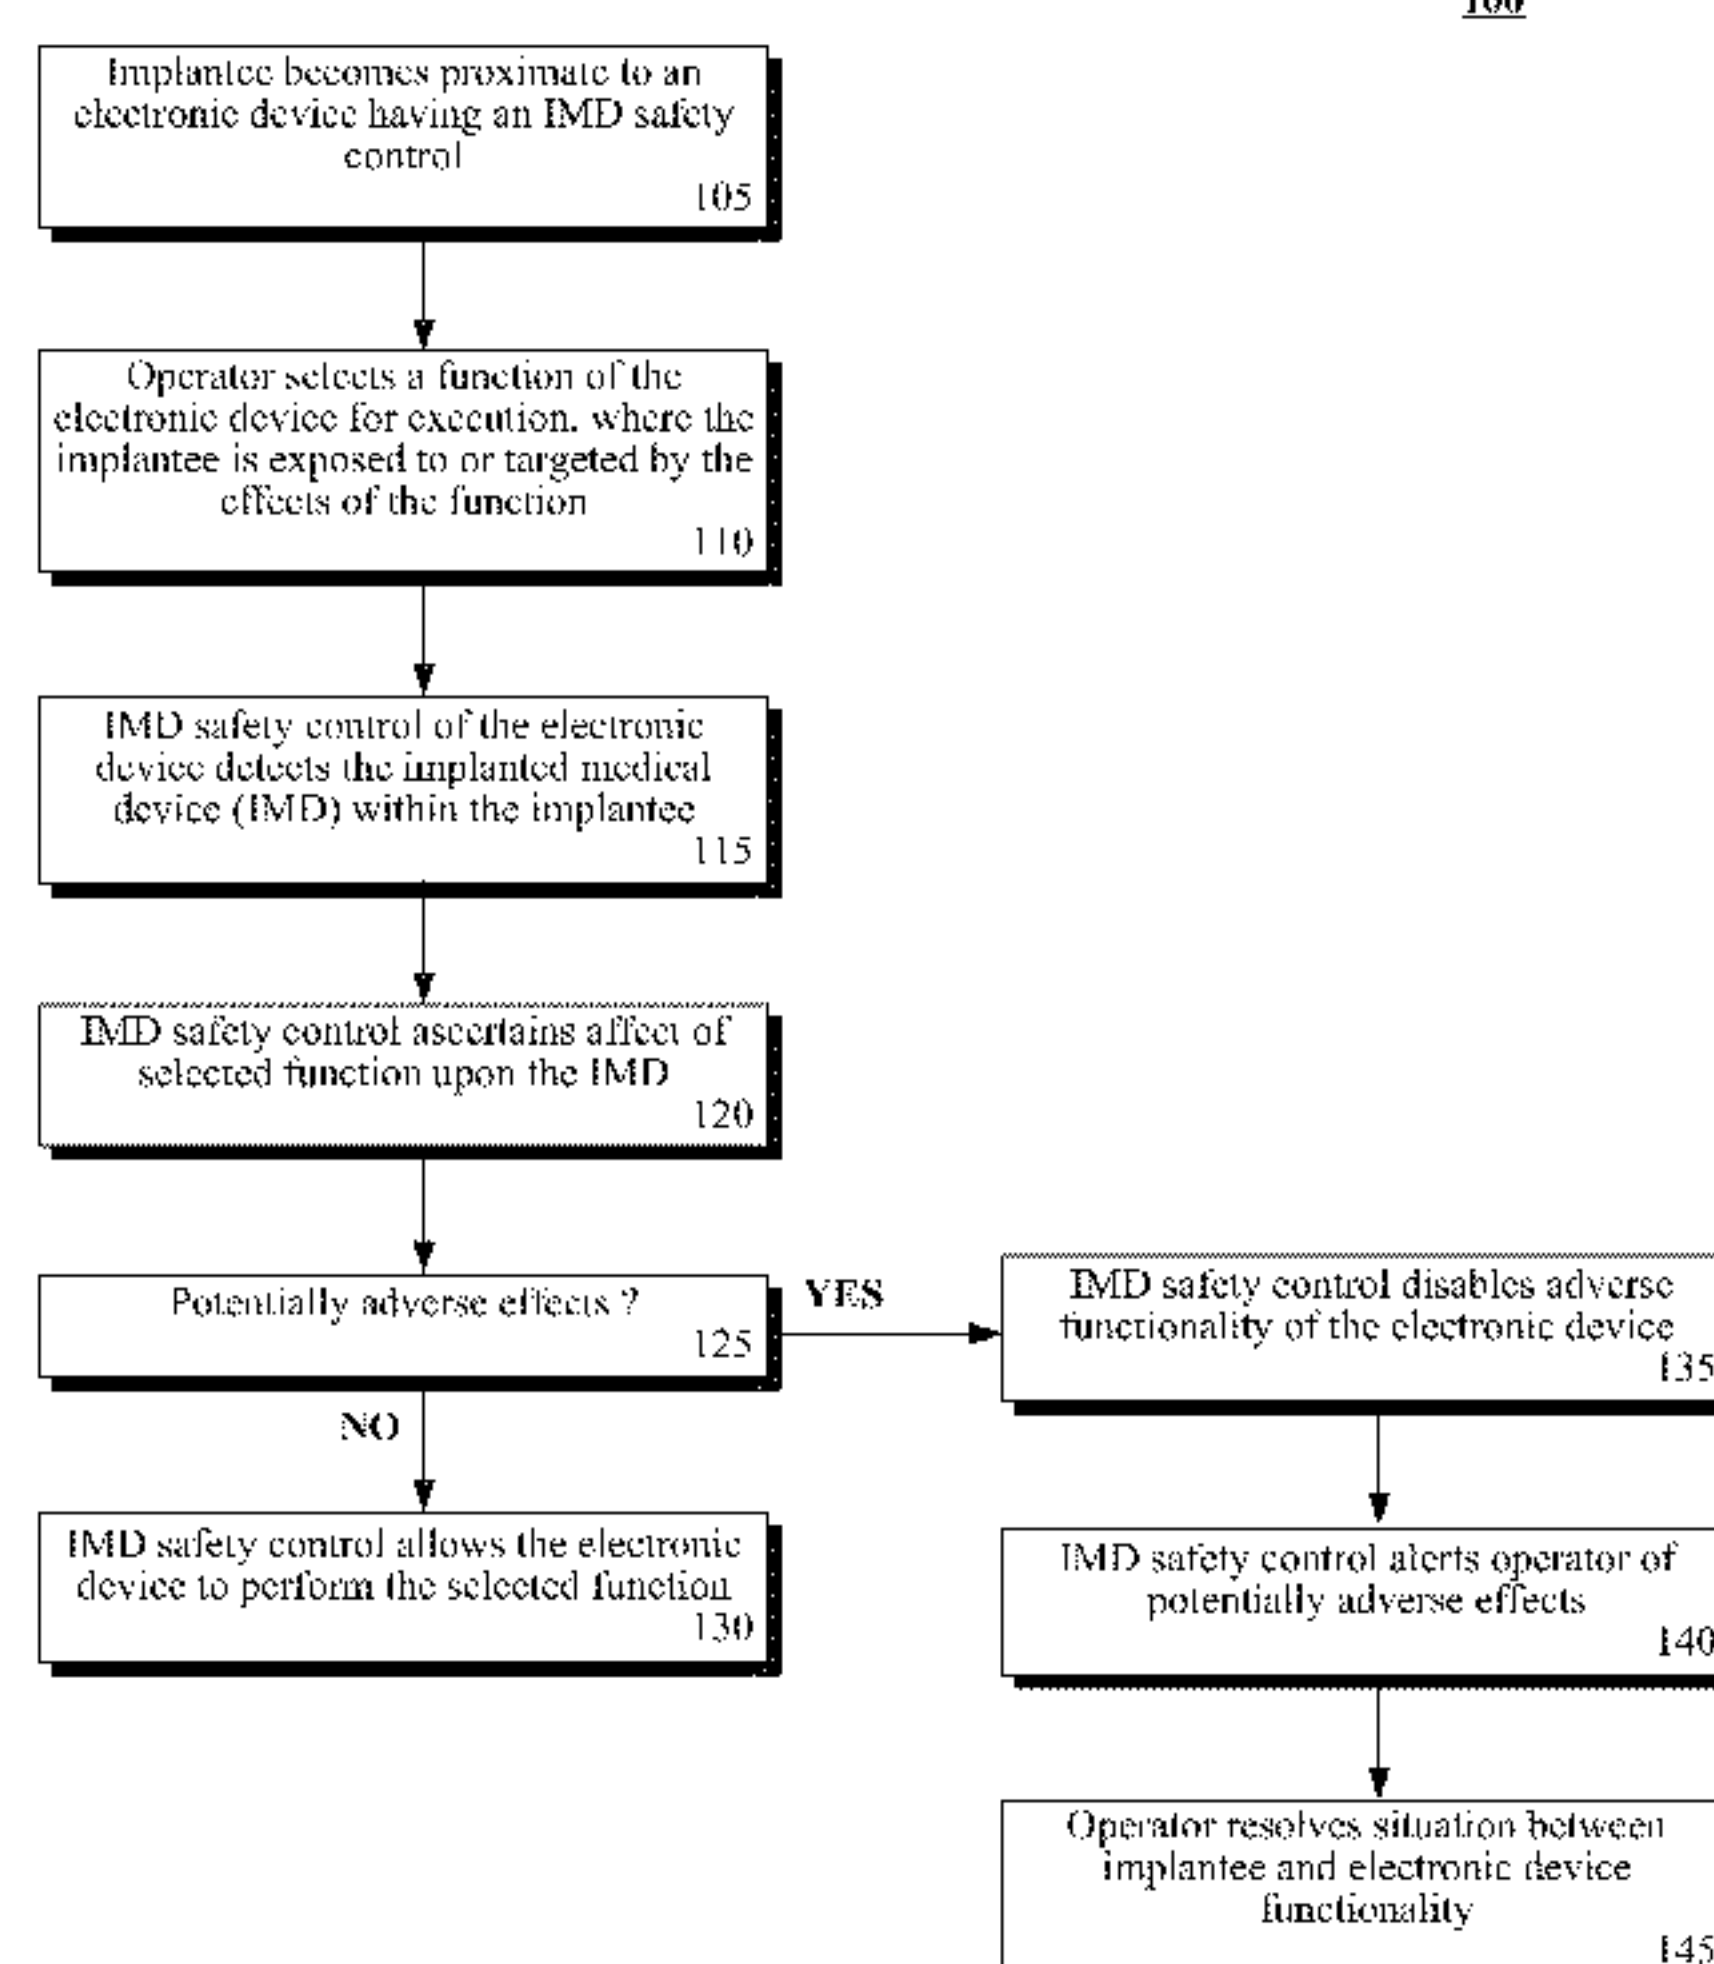 100
Implantee becomes proximate to an
electronic device having an IMD safety
control
105
Operator selects a function of the
electronic device for execution, where the
implantee is exposed to or targeted by the
effects of the function
110
IMD safety control of the electronic
device detects the implanted medical
device (IMD) within the implantee
115
IMD safety control ascertains affect of
selected function upon the IMD
120
Potentially adverse effects ?
125
YES
NO
IMD safety control allows the electronic
device to perform the selected function
130
IMD safety control disables adverse
functionality of the electronic device
135
IMD safety control alerts operator of
potentially adverse effects
140
Operator resolves situation between
implantee and electronic device
functionality
145